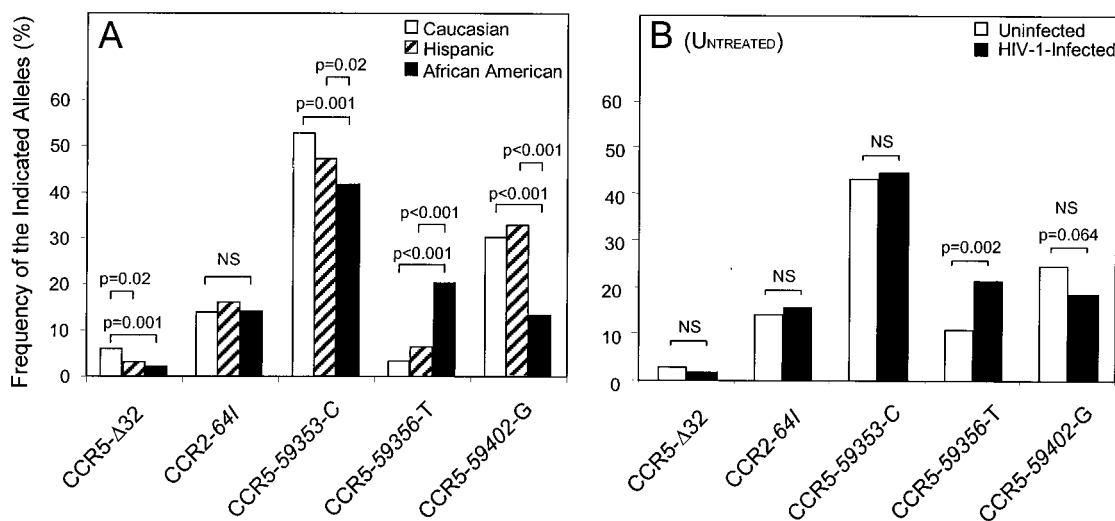 Frequency of the Indicated Alleles (%)
A
Caucasian
Hispanic
African American
60
50
40
30
20
10
0
p=0.02
p=0.001
NS
p=0.02
p=0.001
p<0.001
p<0.001
p<0.001
p<0.001
CCR5-Δ32
CCR2-64I
CCR5-59353-C
CCR5-59356-T
CCR5-59402-G
B (UNTREATED)
Uninfected
HIV-1-Infected
60
50
40
30
20
10
0
NS
NS
NS
p=0.002
NS
p=0.064
CCR5-Δ32
CCR2-64I
CCR5-59353-C
CCR5-59356-T
CCR5-59402-G